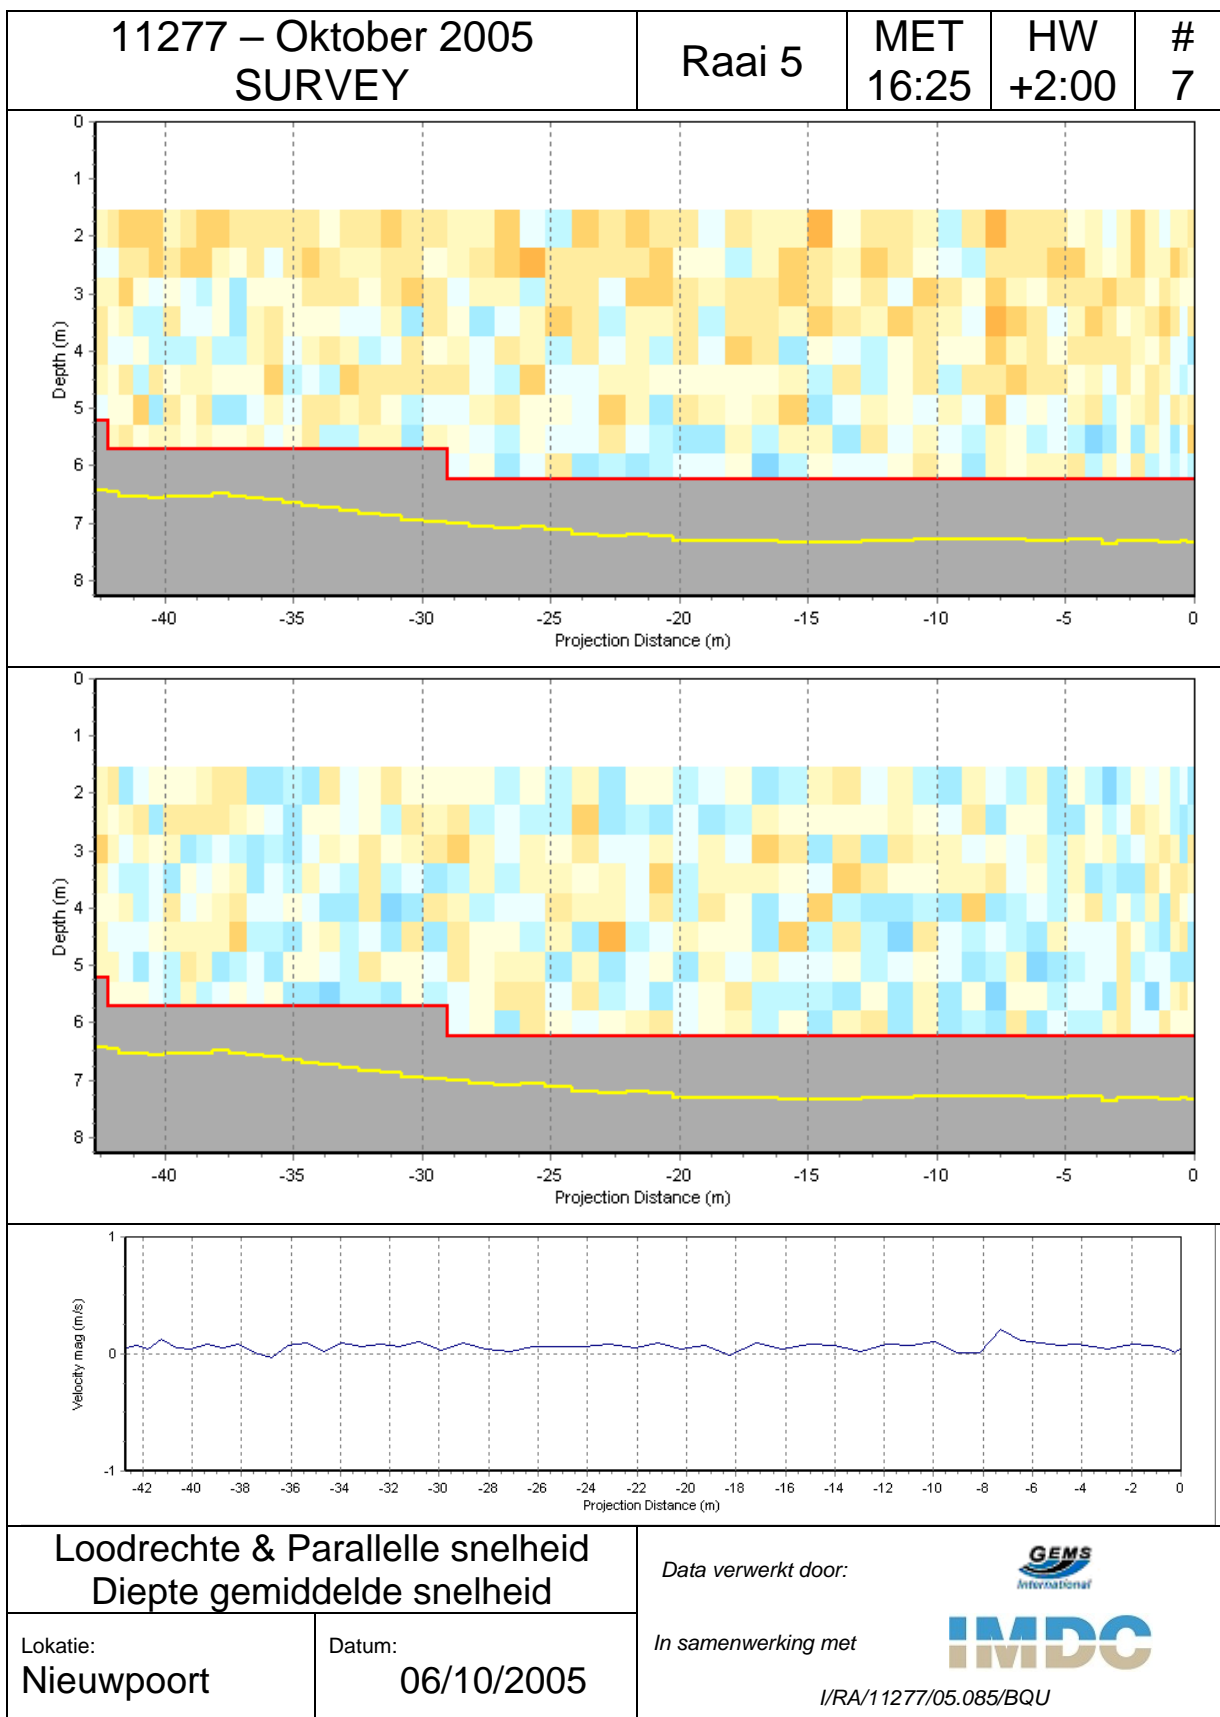 11277 – Oktober 2005
SURVEY
Raai 5
MET
16:25
HW
+2:00
#
7
0
1
2
3
4
5
6
7
8
Depth (m)
-40 -35 -30 -25 -20 -15 -10 -5 0
Projection Distance (m)
0
1
2
3
4
5
6
7
8
Depth (m)
-40 -35 -30 -25 -20 -15 -10 -5 0
Projection Distance (m)
1
0
-1
Velocity mag (m/s)
-42 -40 -38 -36 -34 -32 -30 -28 -26 -24 -22 -20 -18 -16 -14 -12 -10 -8 -6 -4 -2 0
Projection Distance (m)
Loodrechte & Parallelle snelheid
Diepte gemiddelde snelheid
Data verwerkt door:
GEMS
International
Lokatie:
Nieuwpoort
Datum:
06/10/2005
In samenwerking met
IMDC
I/RA/11277/05.085/BQU